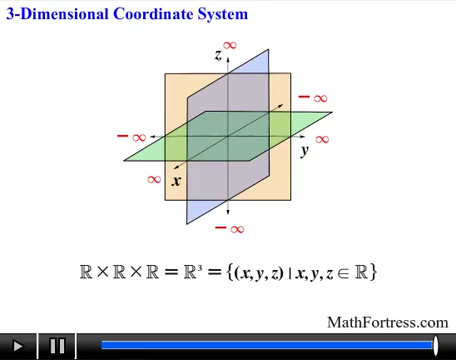 3-Dimensional Coordinate System
∞
z
− ∞
− ∞
∞
y
∞
x
− ∞
ℝ × ℝ × ℝ = ℝ³ = {(x, y, z) | x, y, z ∈ ℝ}
MathFortress.com